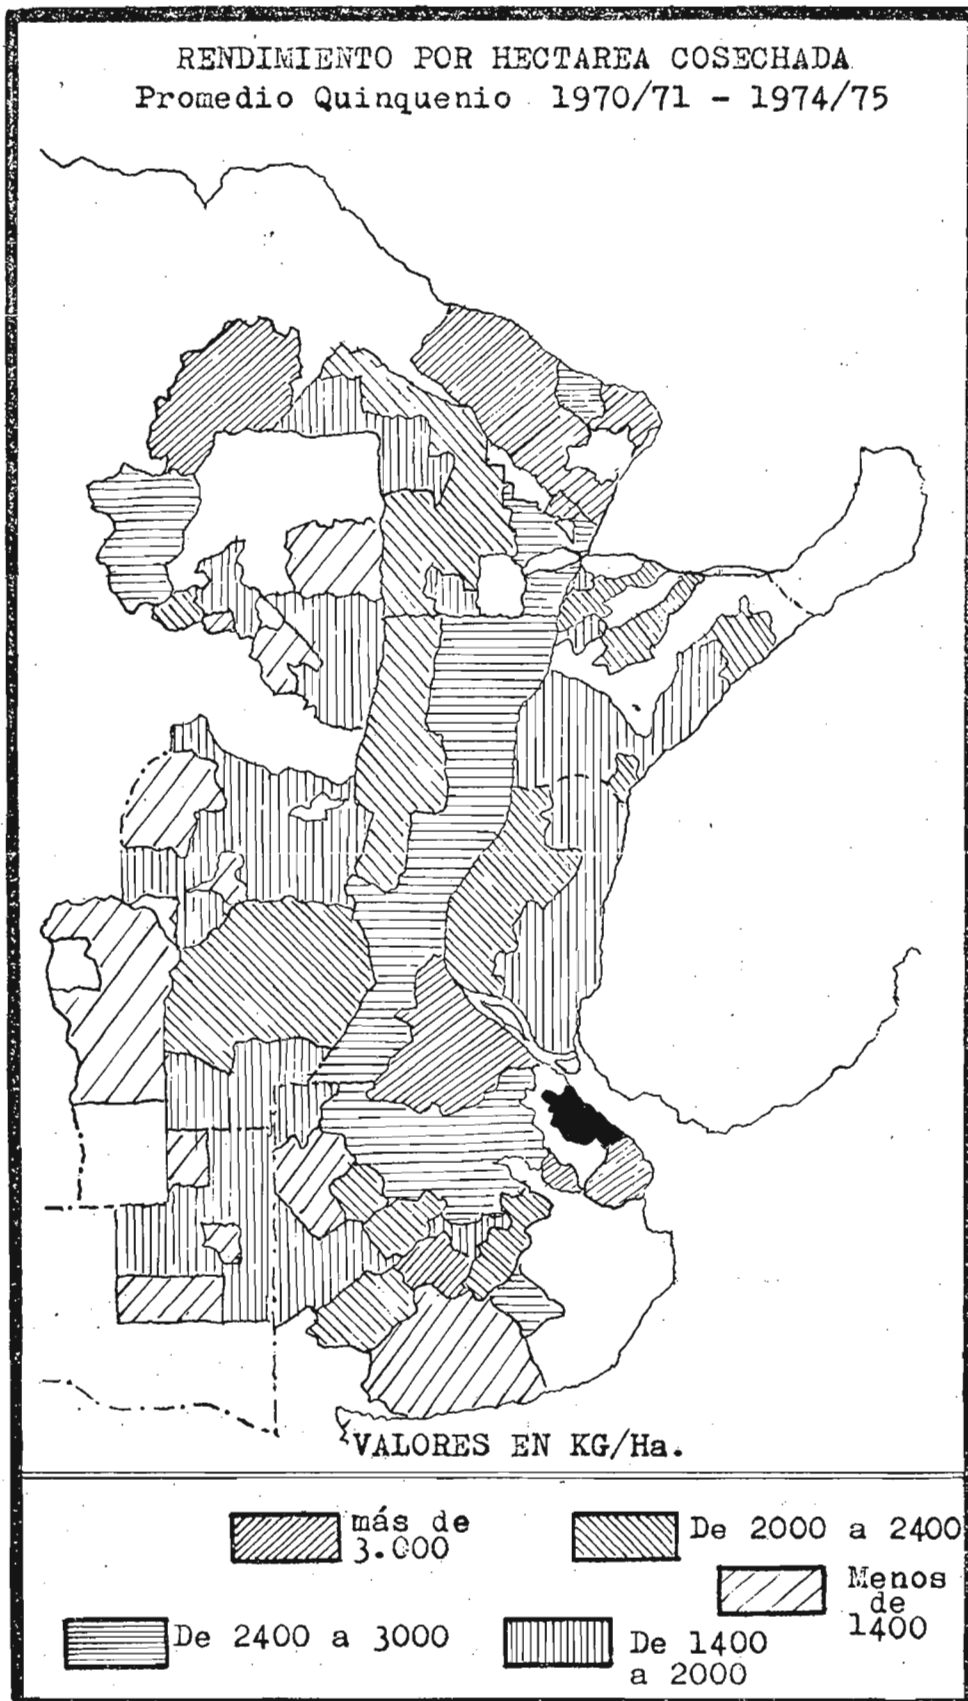 RENDIMIENTO POR HECTAREA COSECHADA
Promedio Quinquenio 1970/71 - 1974/75
VALORES EN KG/Ha.
más de
3.000
De 2000 a 2400
Menos
de
1400
De 2400 a 3000
De 1400
a 2000